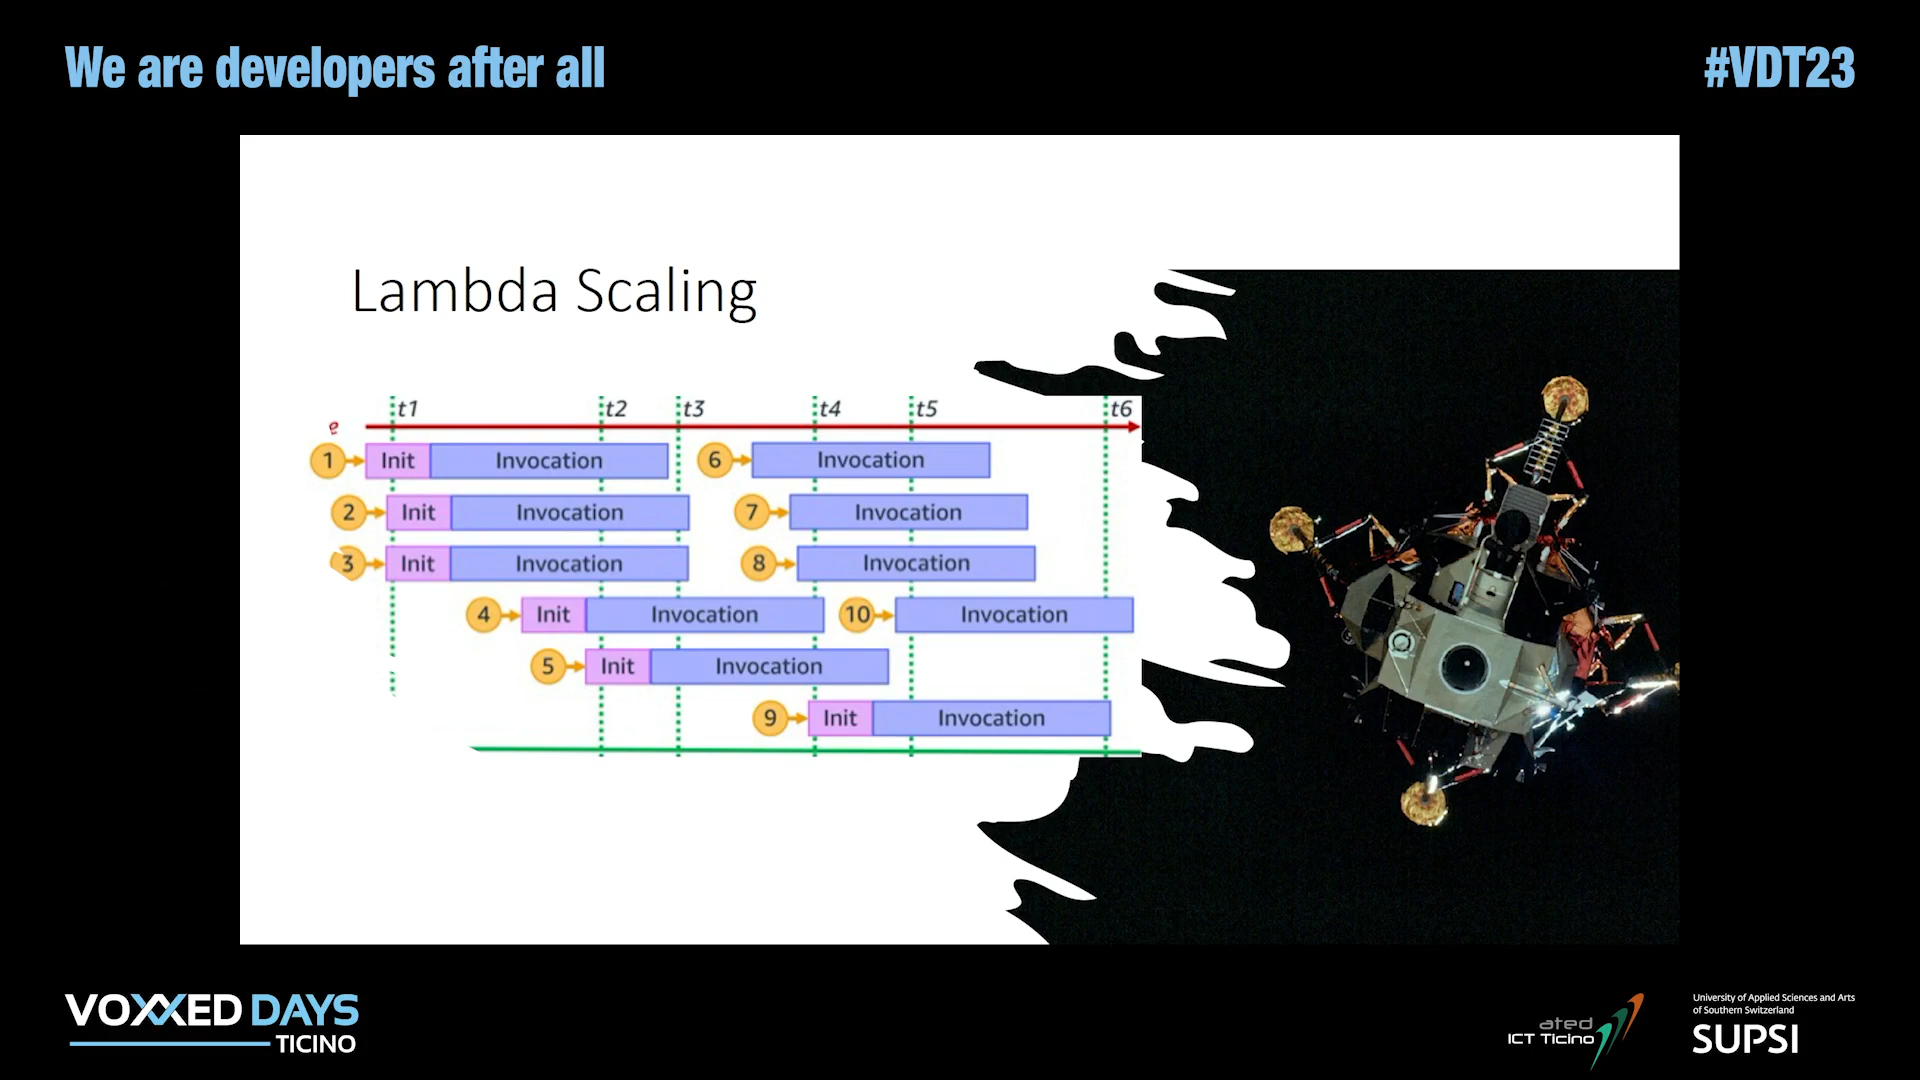 We are developers after all
#VDT23
Lambda Scaling
t1 t2 t3 t4 t5 t6
e
1 Init Invocation 6 Invocation
2 Init Invocation 7 Invocation
3 Init Invocation 8 Invocation
4 Init Invocation 10 Invocation
5 Init Invocation
9 Init Invocation
VOXXED DAYS
TICINO
ated
ICT Ticino
University of Applied Sciences and Arts
of Southern Switzerland
SUPSI